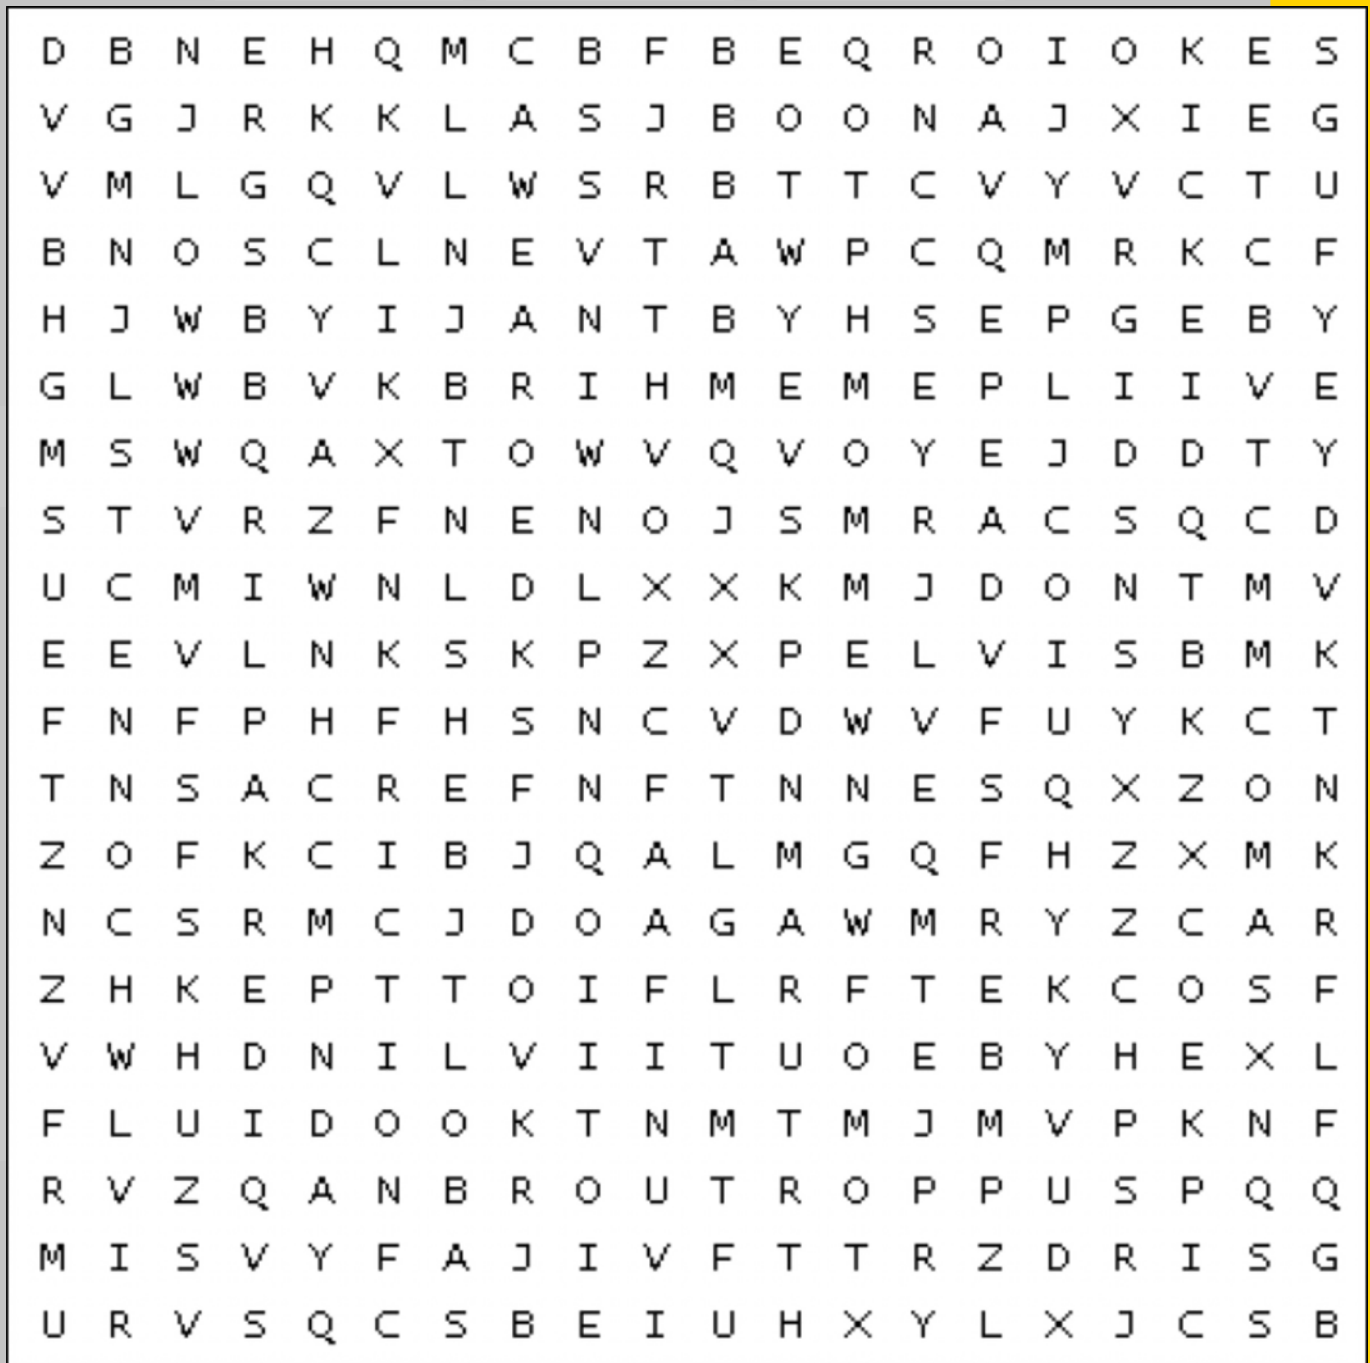 D B N E H Q M C B F B E Q R O I O K E S
V G J R K K L A S J B O O N A J X I E G
V M L G Q V L W S R B T T C V Y V C T U
B N O S C L N E V T A W P C Q M R K C F
H J W B Y I J A N T B Y H S E P G E B Y
G L W B V K B R I H M E M E P L I I V E
M S W Q A X T O W V Q V O Y E J D D T Y
S T V R Z F N E N O J S M R A C S Q C D
U C M I W N L D L X X K M J D O N T M V
E E V L N K S K P Z X P E L V I S B M K
F N F P H F H S N C V D W V F U Y K C T
T N S A C R E F N F T N N E S Q X Z O N
Z O F K C I B J Q A L M G Q F H Z X M K
N C S R M C J D O A G A W M R Y Z C A R
Z H K E P T T O I F L R F T E K C O S F
V W H D N I L V I I T U O E B Y H E X L
F L U I D O O K T N M T M J M V P K N F
R V Z Q A N B R O U T R O P P U S P Q Q
M I S V Y F A J I V F T T R Z D R I S G
U R V S Q C S B E I U H X Y L X J C S B